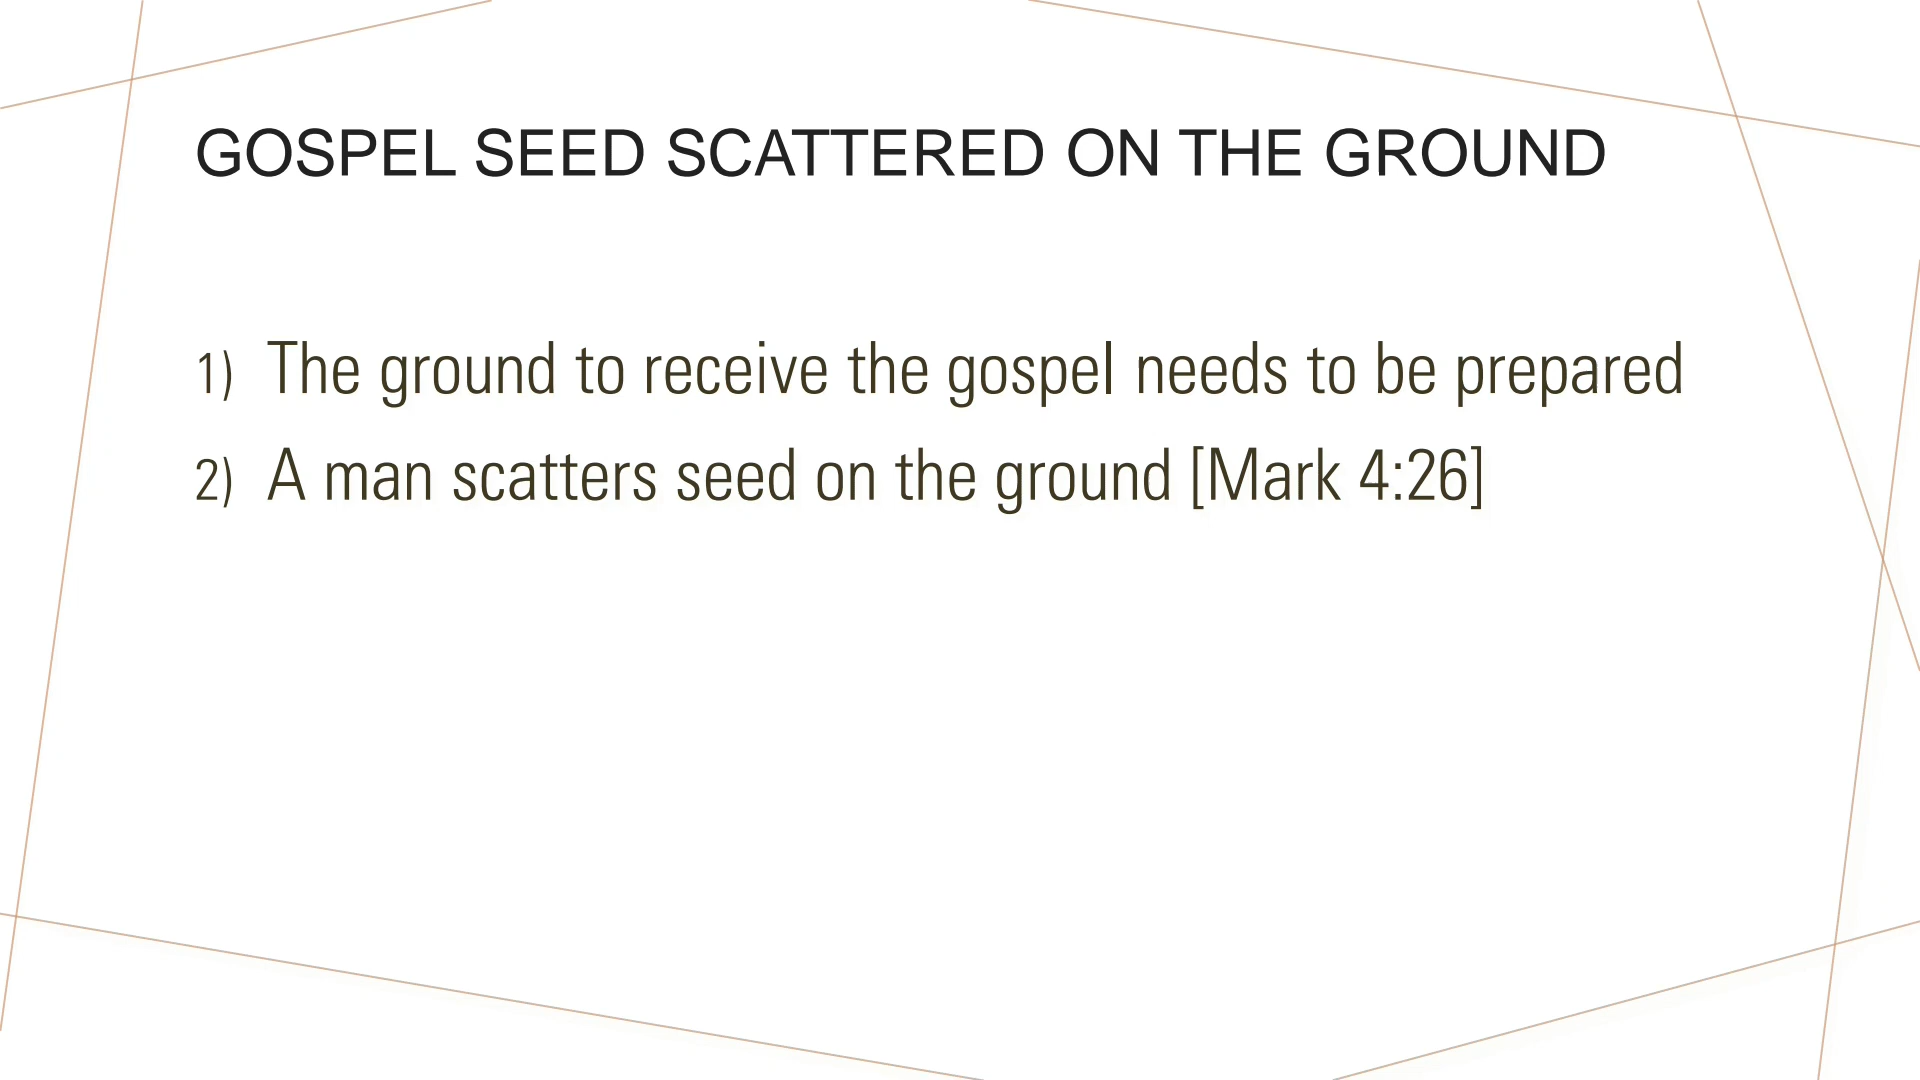 GOSPEL SEED SCATTERED ON THE GROUND
1) The ground to receive the gospel needs to be prepared
2) A man scatters seed on the ground [Mark 4:26]